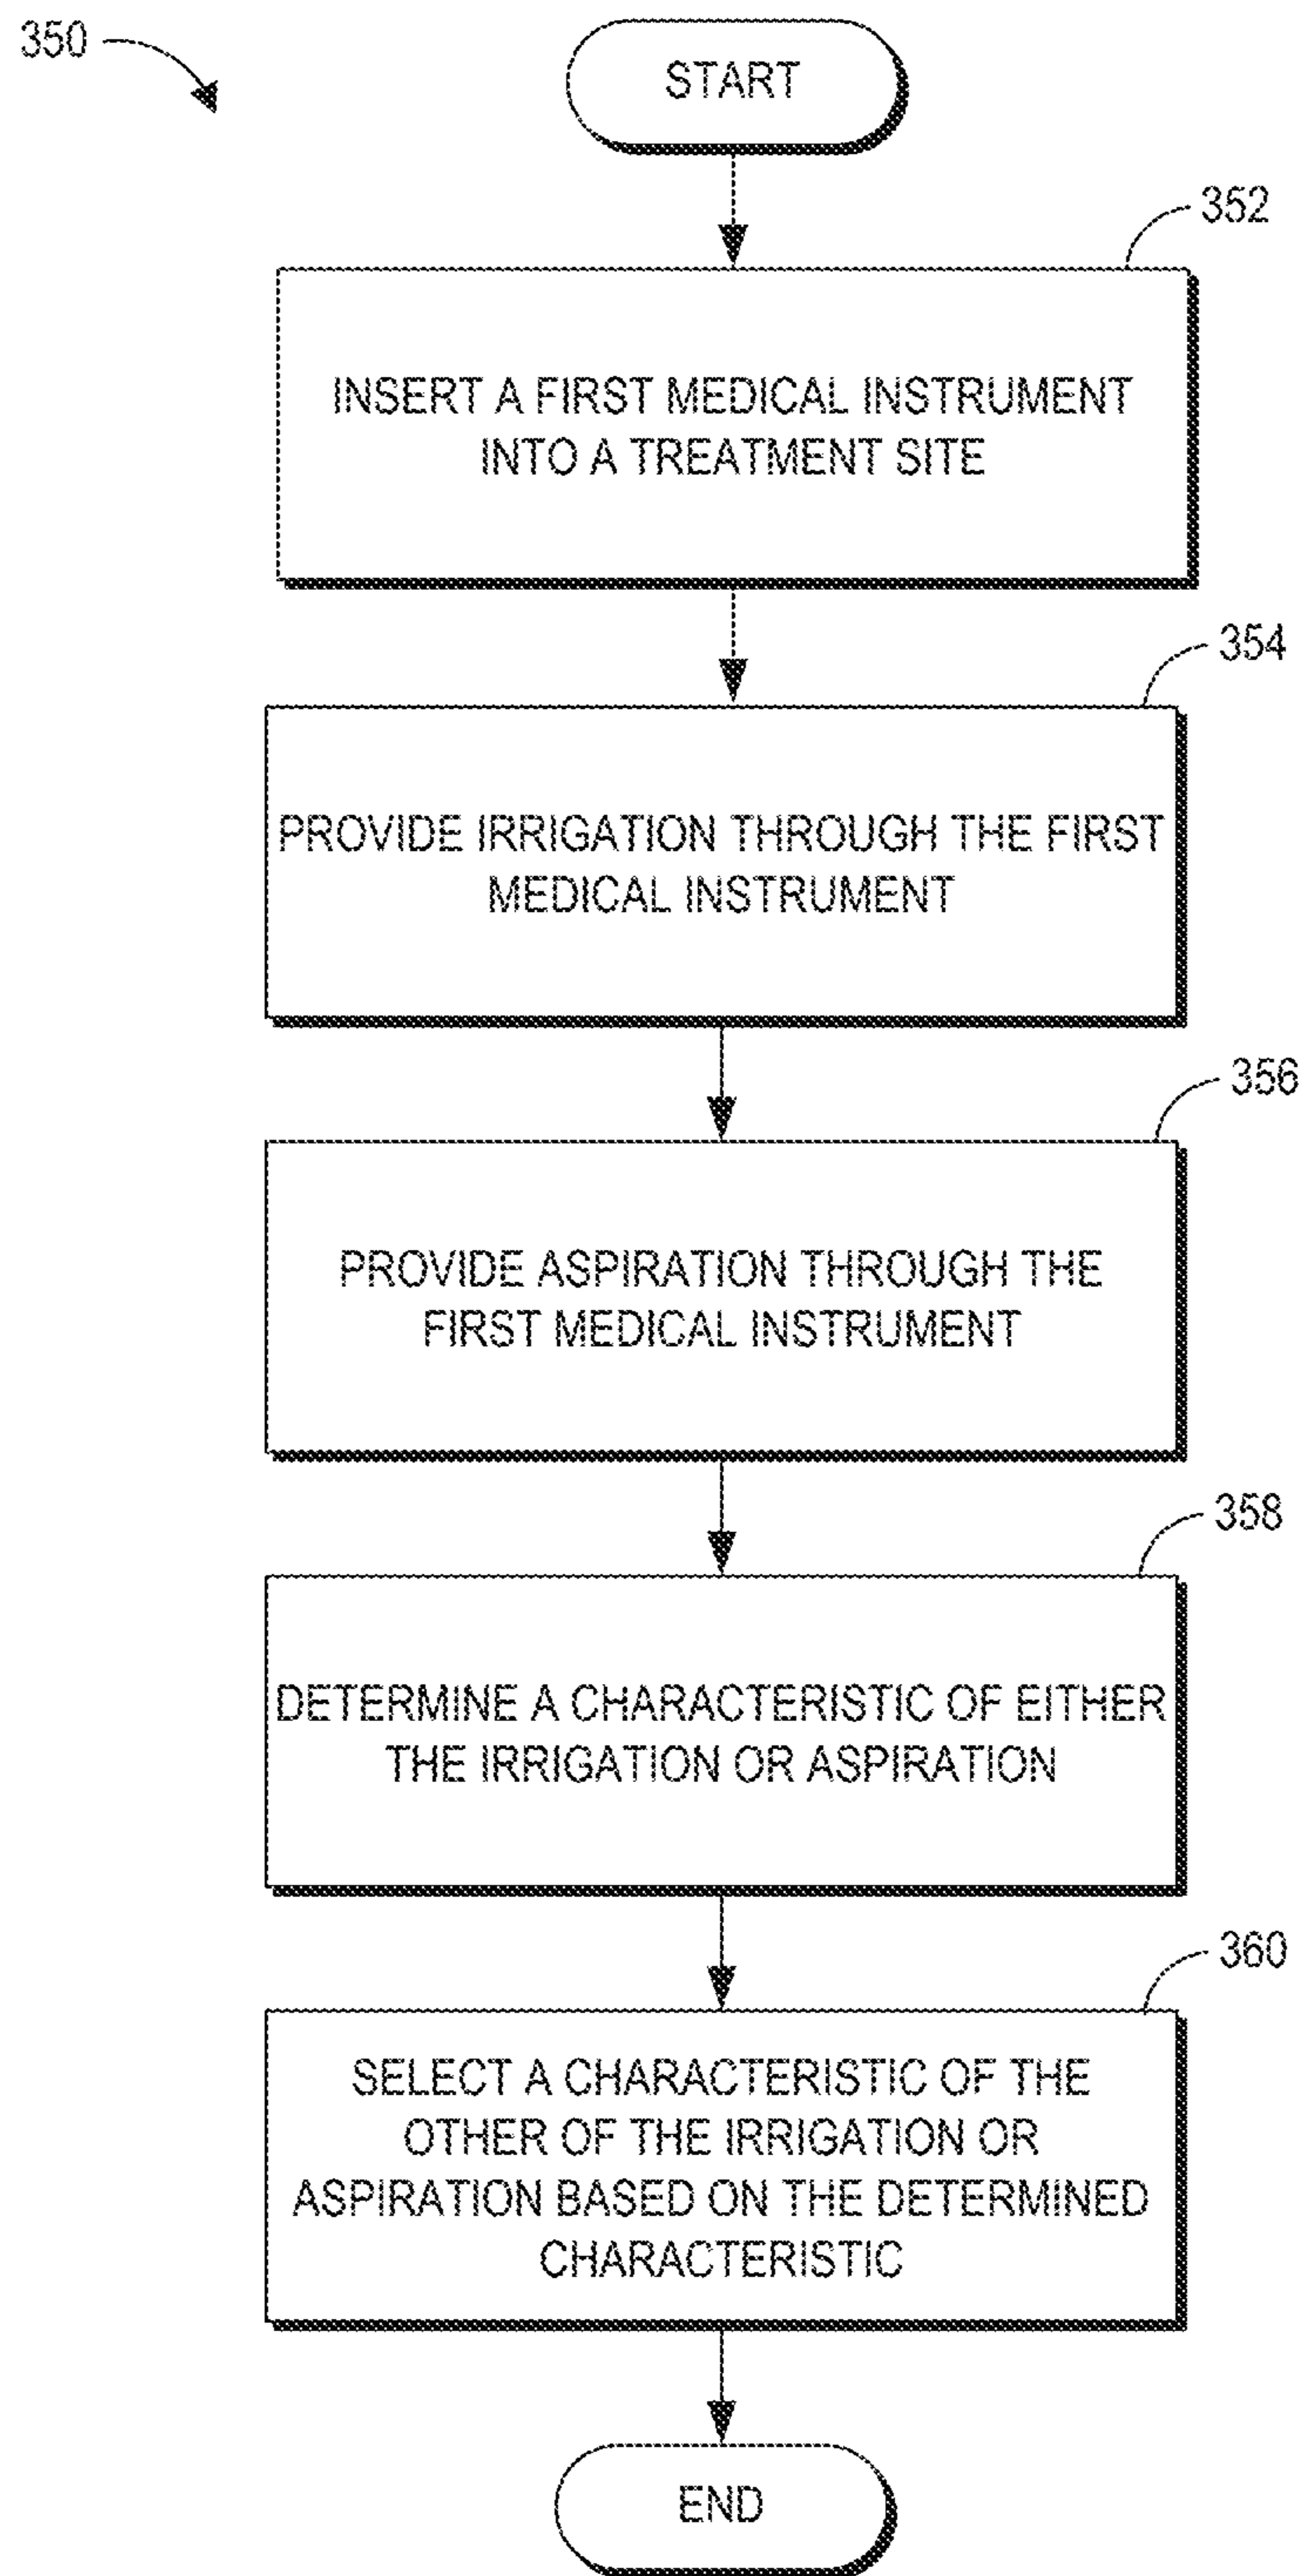 350
START
352
INSERT A FIRST MEDICAL INSTRUMENT
INTO A TREATMENT SITE
354
PROVIDE IRRIGATION THROUGH THE FIRST
MEDICAL INSTRUMENT
356
PROVIDE ASPIRATION THROUGH THE
FIRST MEDICAL INSTRUMENT
358
DETERMINE A CHARACTERISTIC OF EITHER
THE IRRIGATION OR ASPIRATION
360
SELECT A CHARACTERISTIC OF THE
OTHER OF THE IRRIGATION OR
ASPIRATION BASED ON THE DETERMINED
CHARACTERISTIC
END